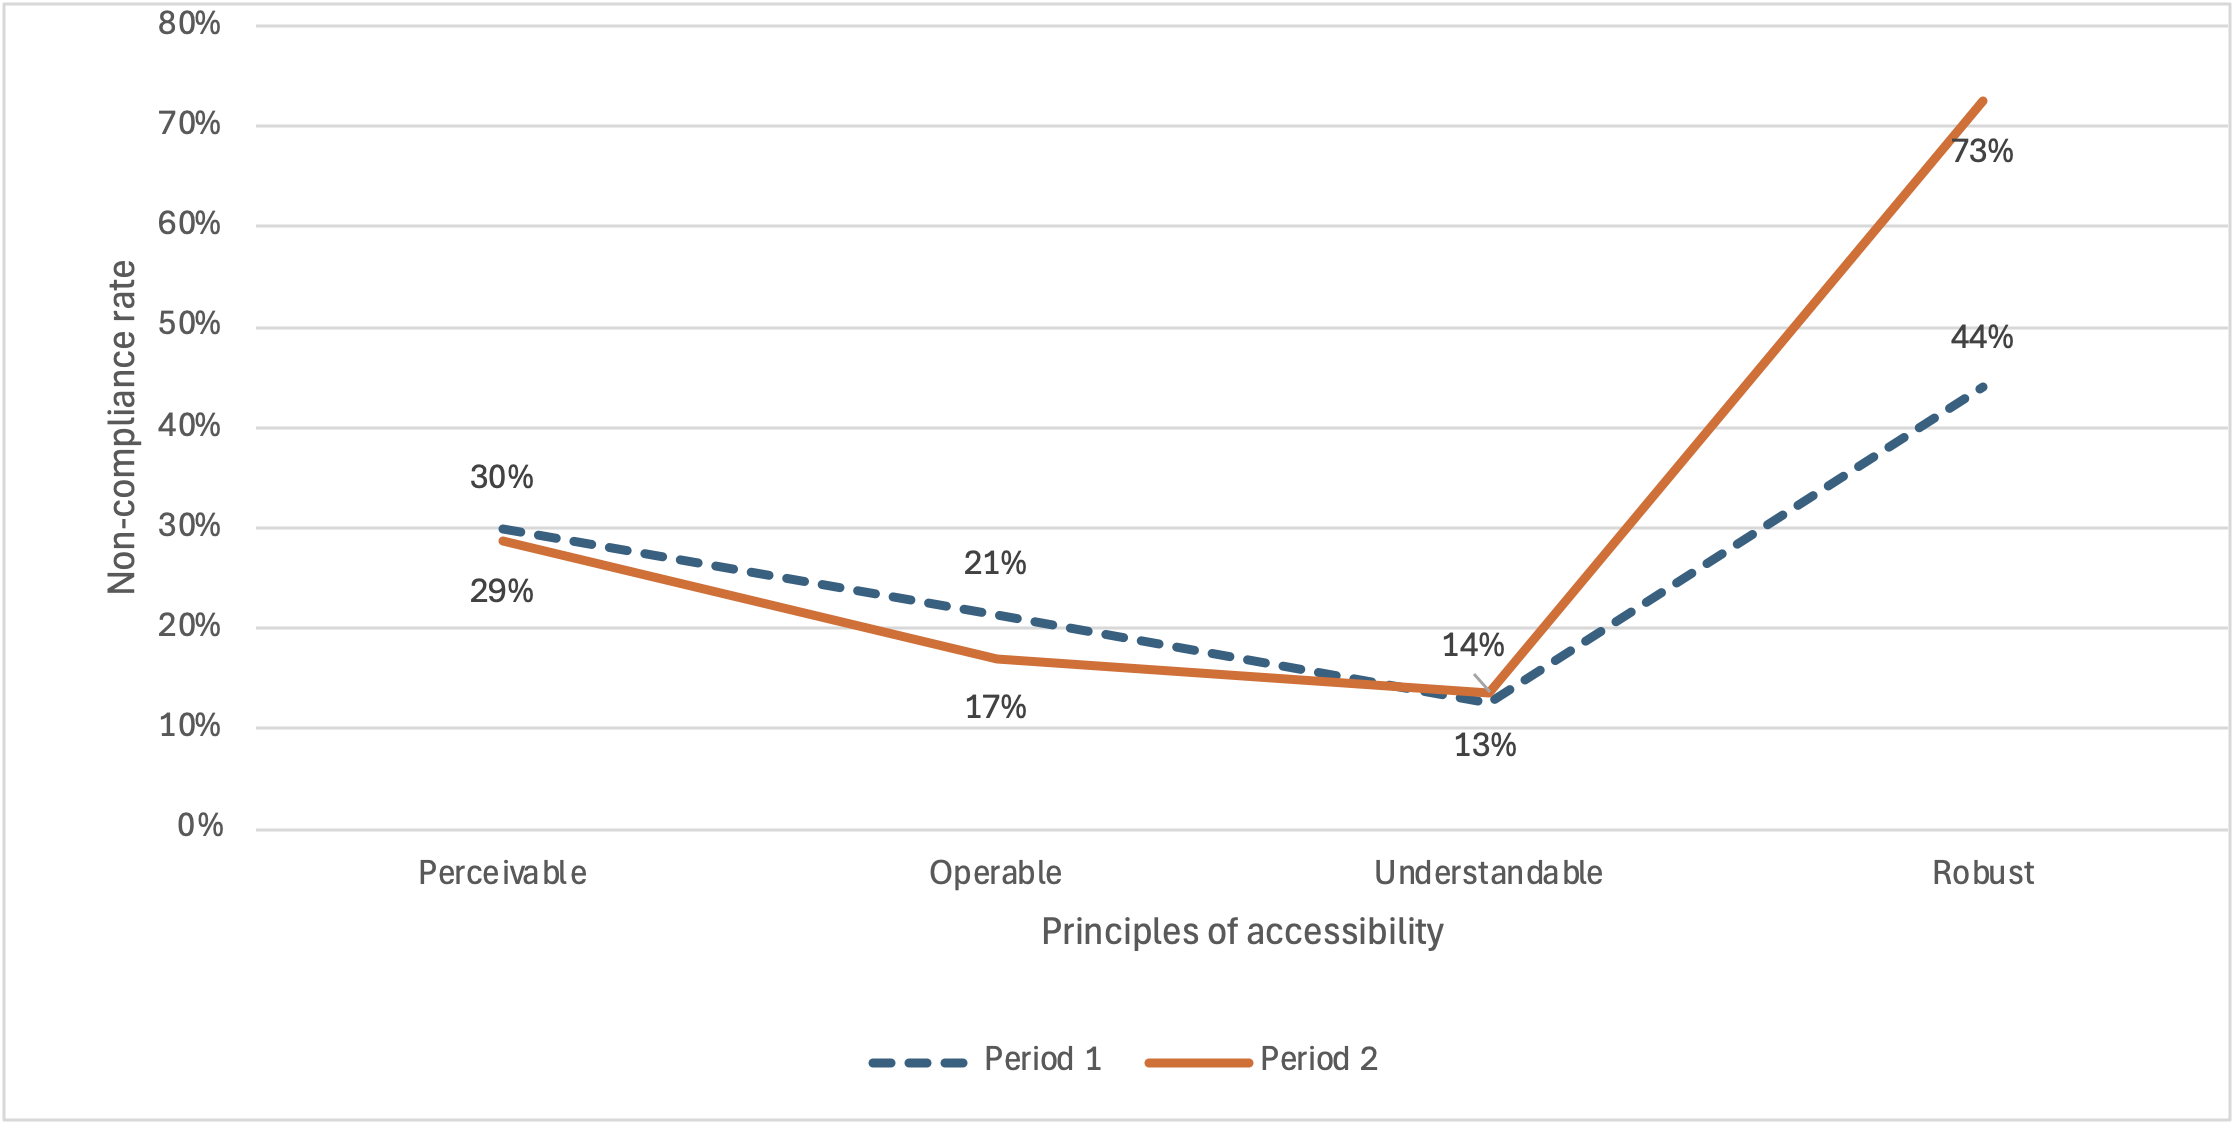 80%
70%
60%
50%
40%
30%
20%
10%
0%
Non-compliance rate
30%
29%
21%
17%
14%
13%
73%
44%
Perceivable
Operable
Understandable
Robust
Principles of accessibility
Period 1
Period 2